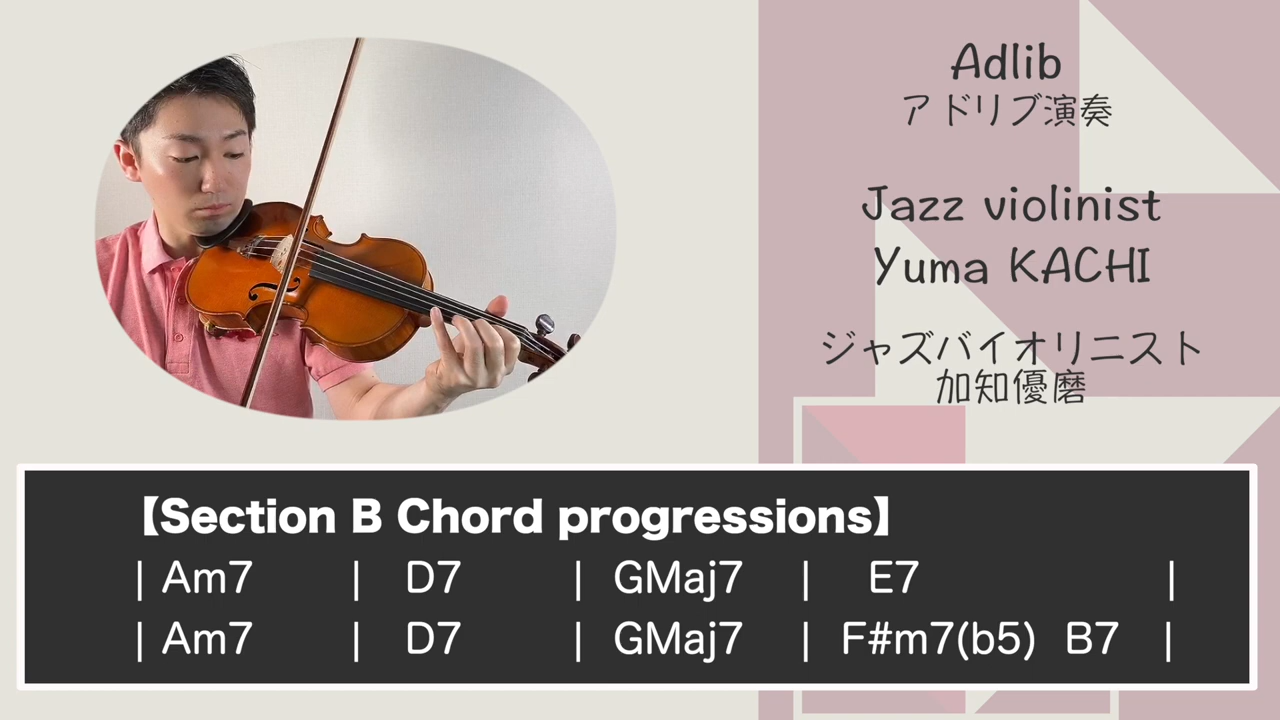 Adlib
アドリブ演奏
Jazz violinist
Yuma KACHI
ジャズバイオリニスト
加知優磨
【Section B Chord progressions】
| Am7 | D7 | GMaj7 | E7 |
| Am7 | D7 | GMaj7 | F#m7(b5) B7 |